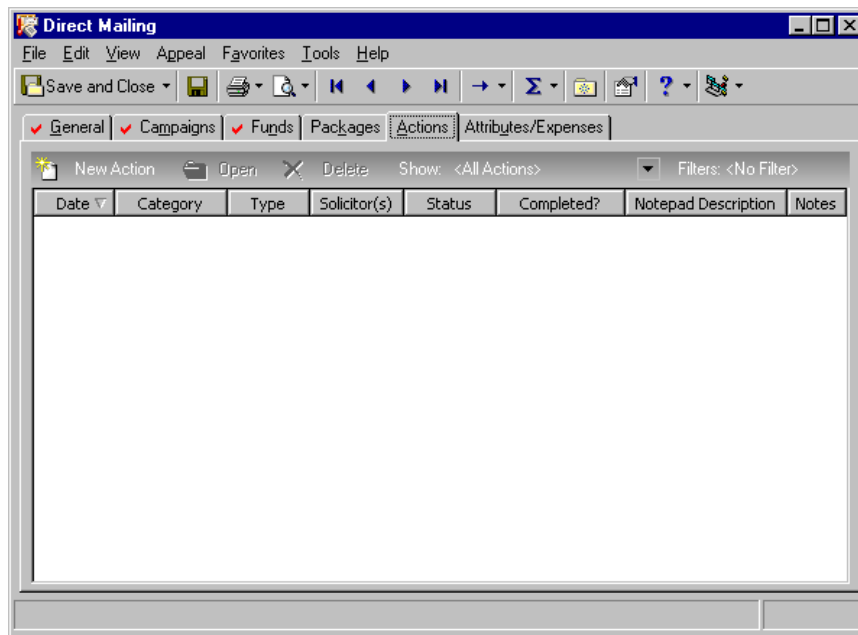 Direct Mailing
File Edit View Appeal Favorites Tools Help
Save and Close Σ ?
General Campaigns Funds Packages Actions Attributes/Expenses
New Action Open Delete Show: <All Actions> Filters: <No Filter>
Date Category Type Solicitor(s) Status Completed? Notepad Description Notes